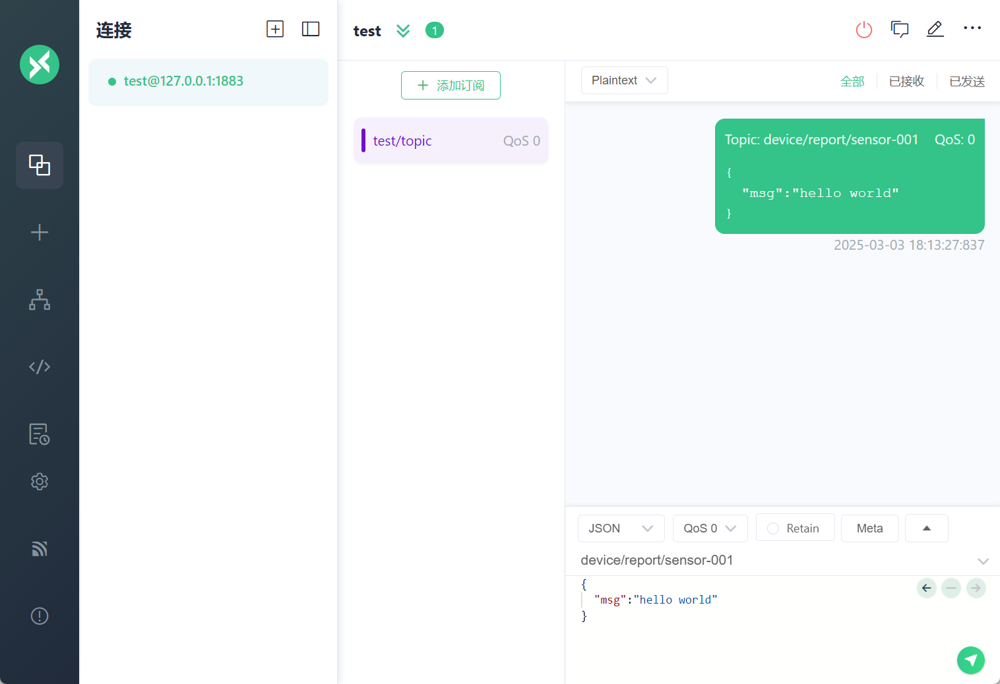 连接
test@127.0.0.1:1883
test 1
添加订阅
test/topic QoS 0
Plaintext 全部 已接收 已发送
Topic: device/report/sensor-001 QoS: 0
{
"msg":"hello world"
}
2025-03-03 18:13:27:837
JSON QoS 0 Retain Meta
device/report/sensor-001
{
"msg":"hello world"
}